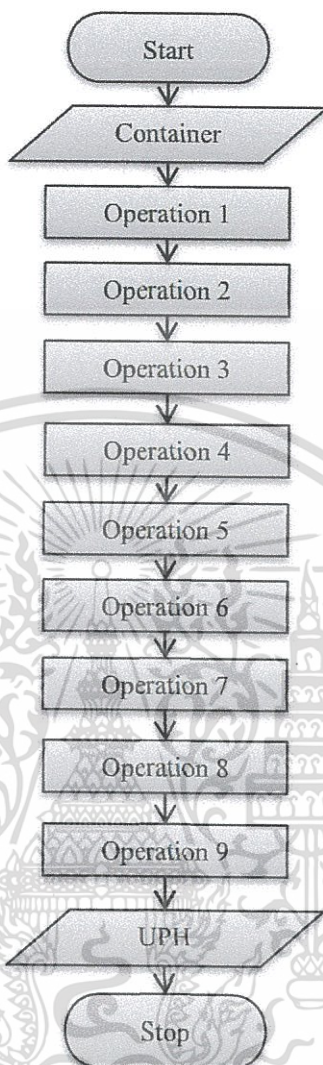 Start
Container
Operation 1
Operation 2
Operation 3
Operation 4
Operation 5
Operation 6
Operation 7
Operation 8
Operation 9
UPH
Stop